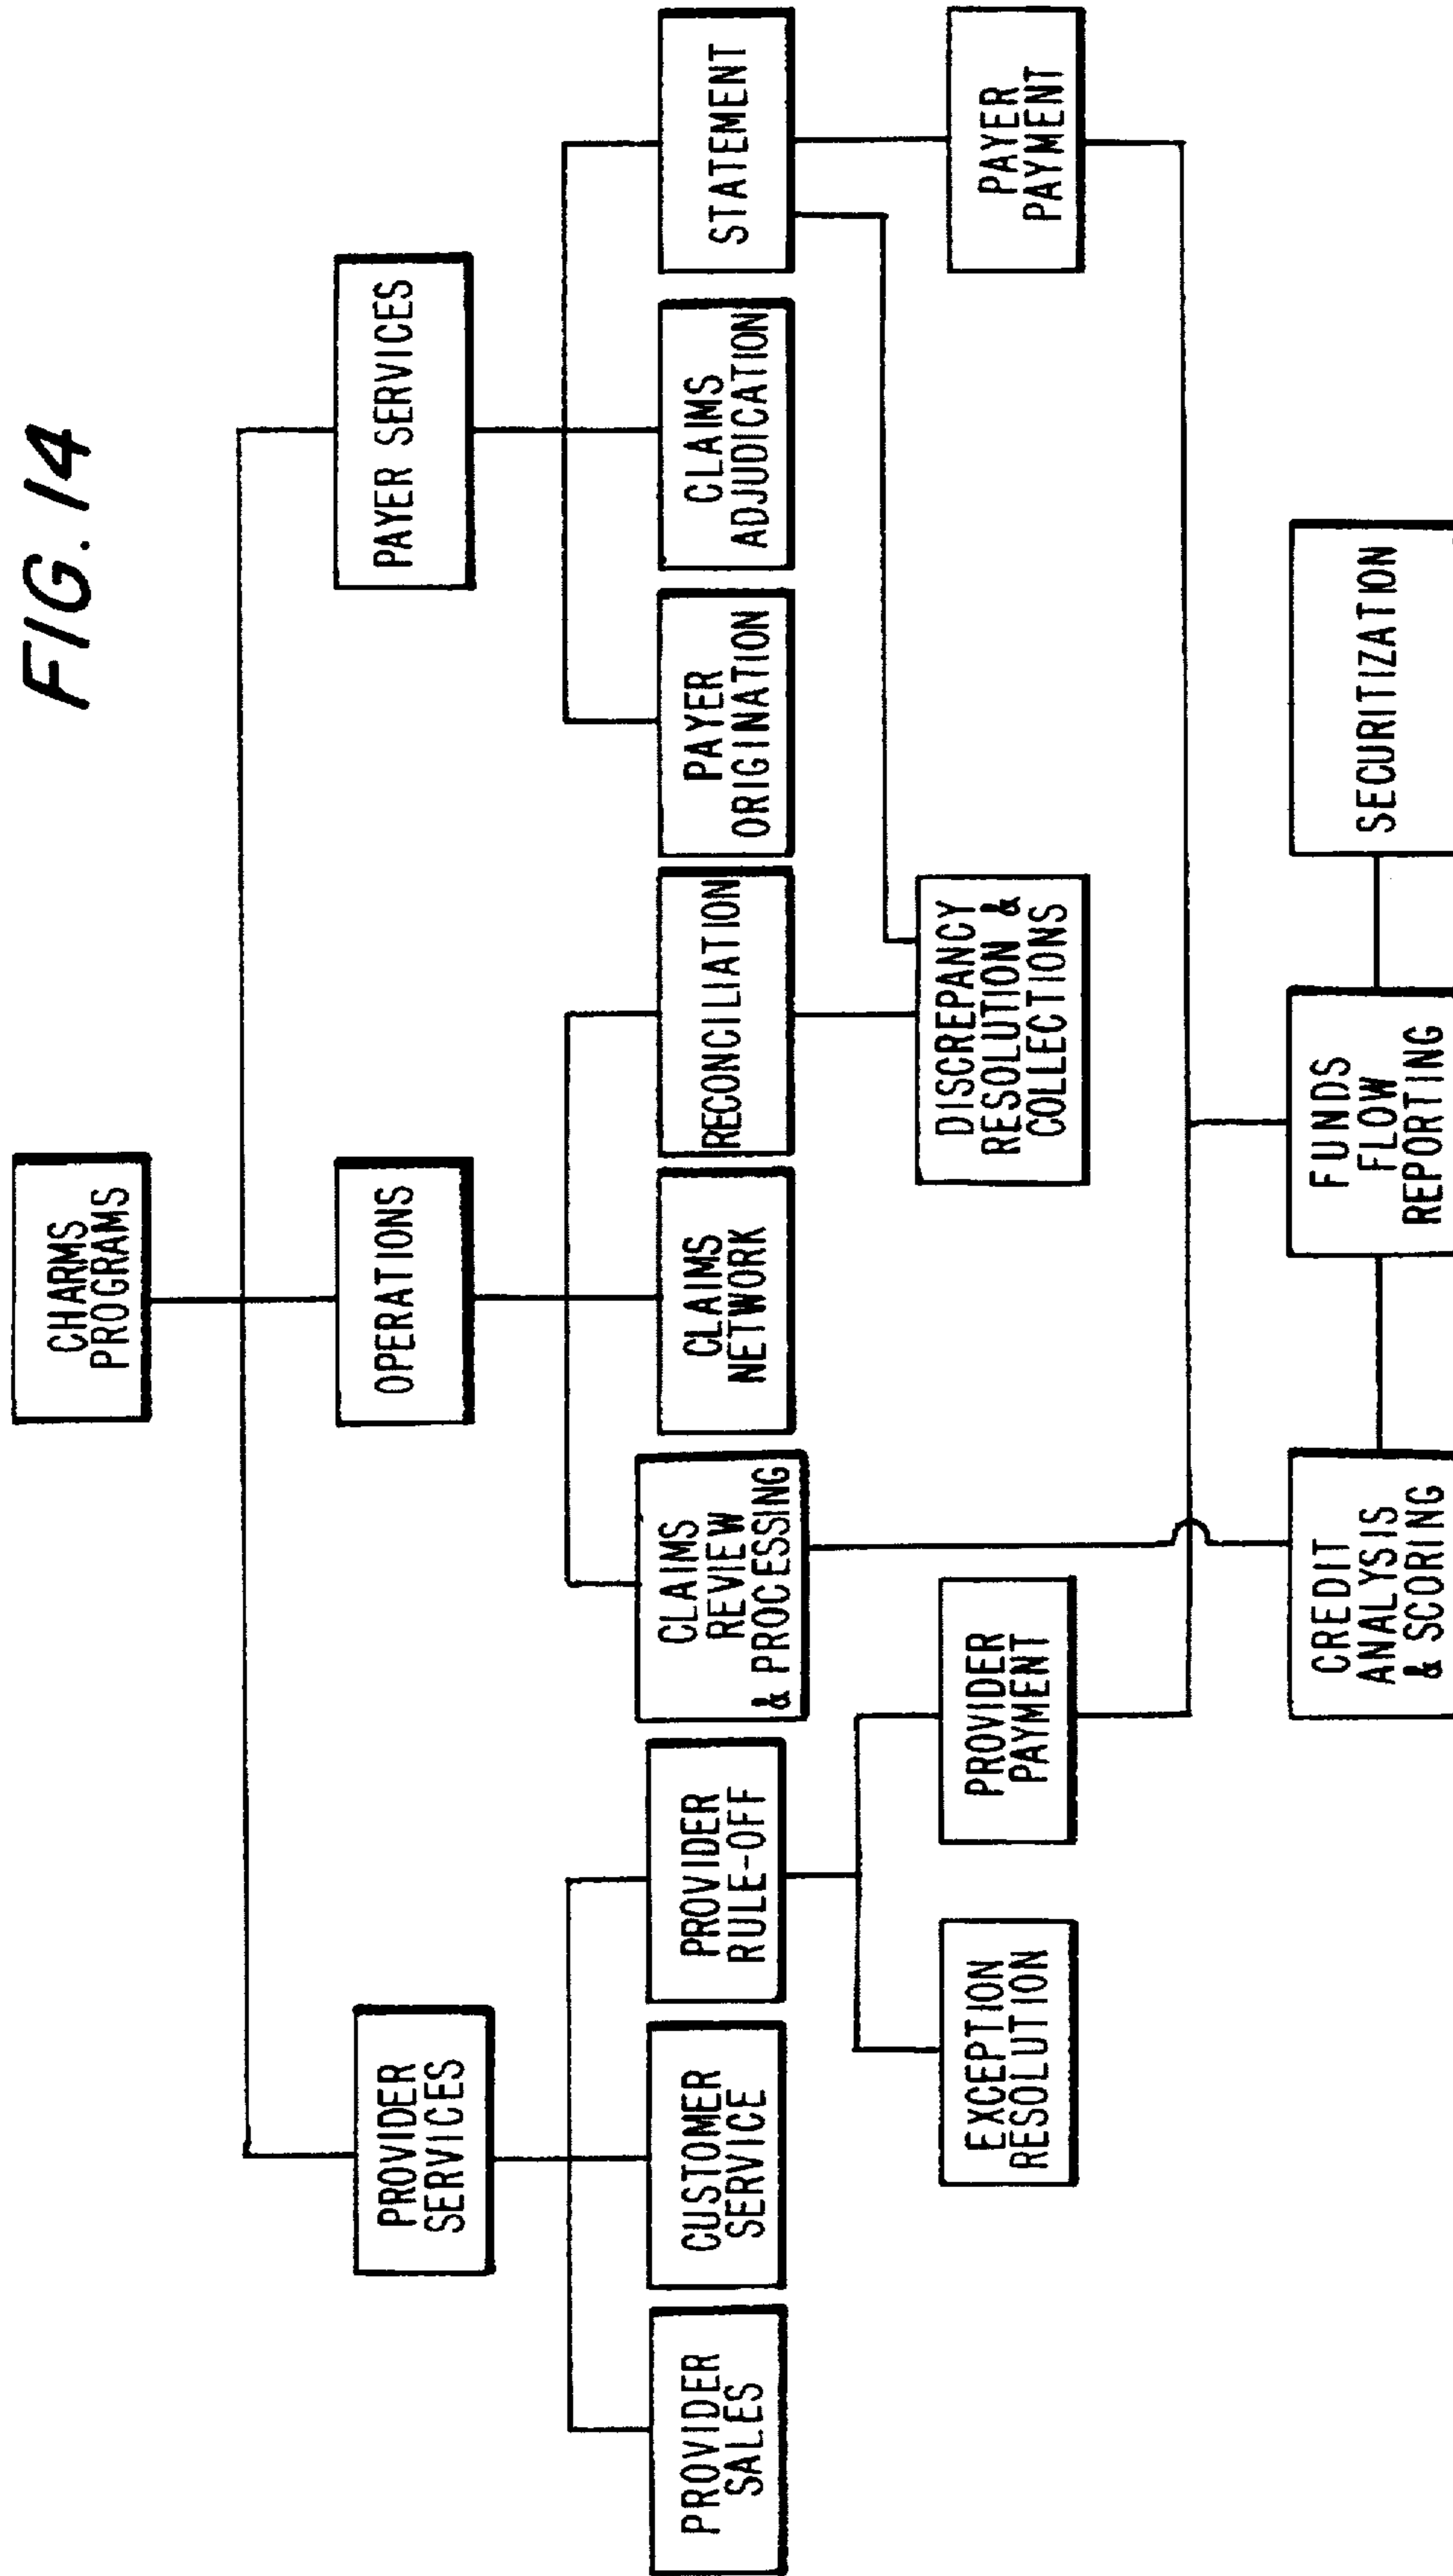 FIG. 14
CHARMS
PROGRAMS
PROVIDER
SERVICES
OPERATIONS
PAYER SERVICES
PROVIDER
SALES
CUSTOMER
SERVICE
PROVIDER
RULE-OFF
CLAIMS
REVIEW
& PROCESSING
CLAIMS
NETWORK
RECONCILIATION
PAYER
ORIGINATION
CLAIMS
ADJUDICATION
STATEMENT
EXCEPTION
RESOLUTION
PROVIDER
PAYMENT
DISCREPANCY
RESOLUTION &
COLLECTIONS
PAYER
PAYMENT
CREDIT
ANALYSIS
& SCORING
FUNDS
FLOW
REPORTING
SECURITIZATION